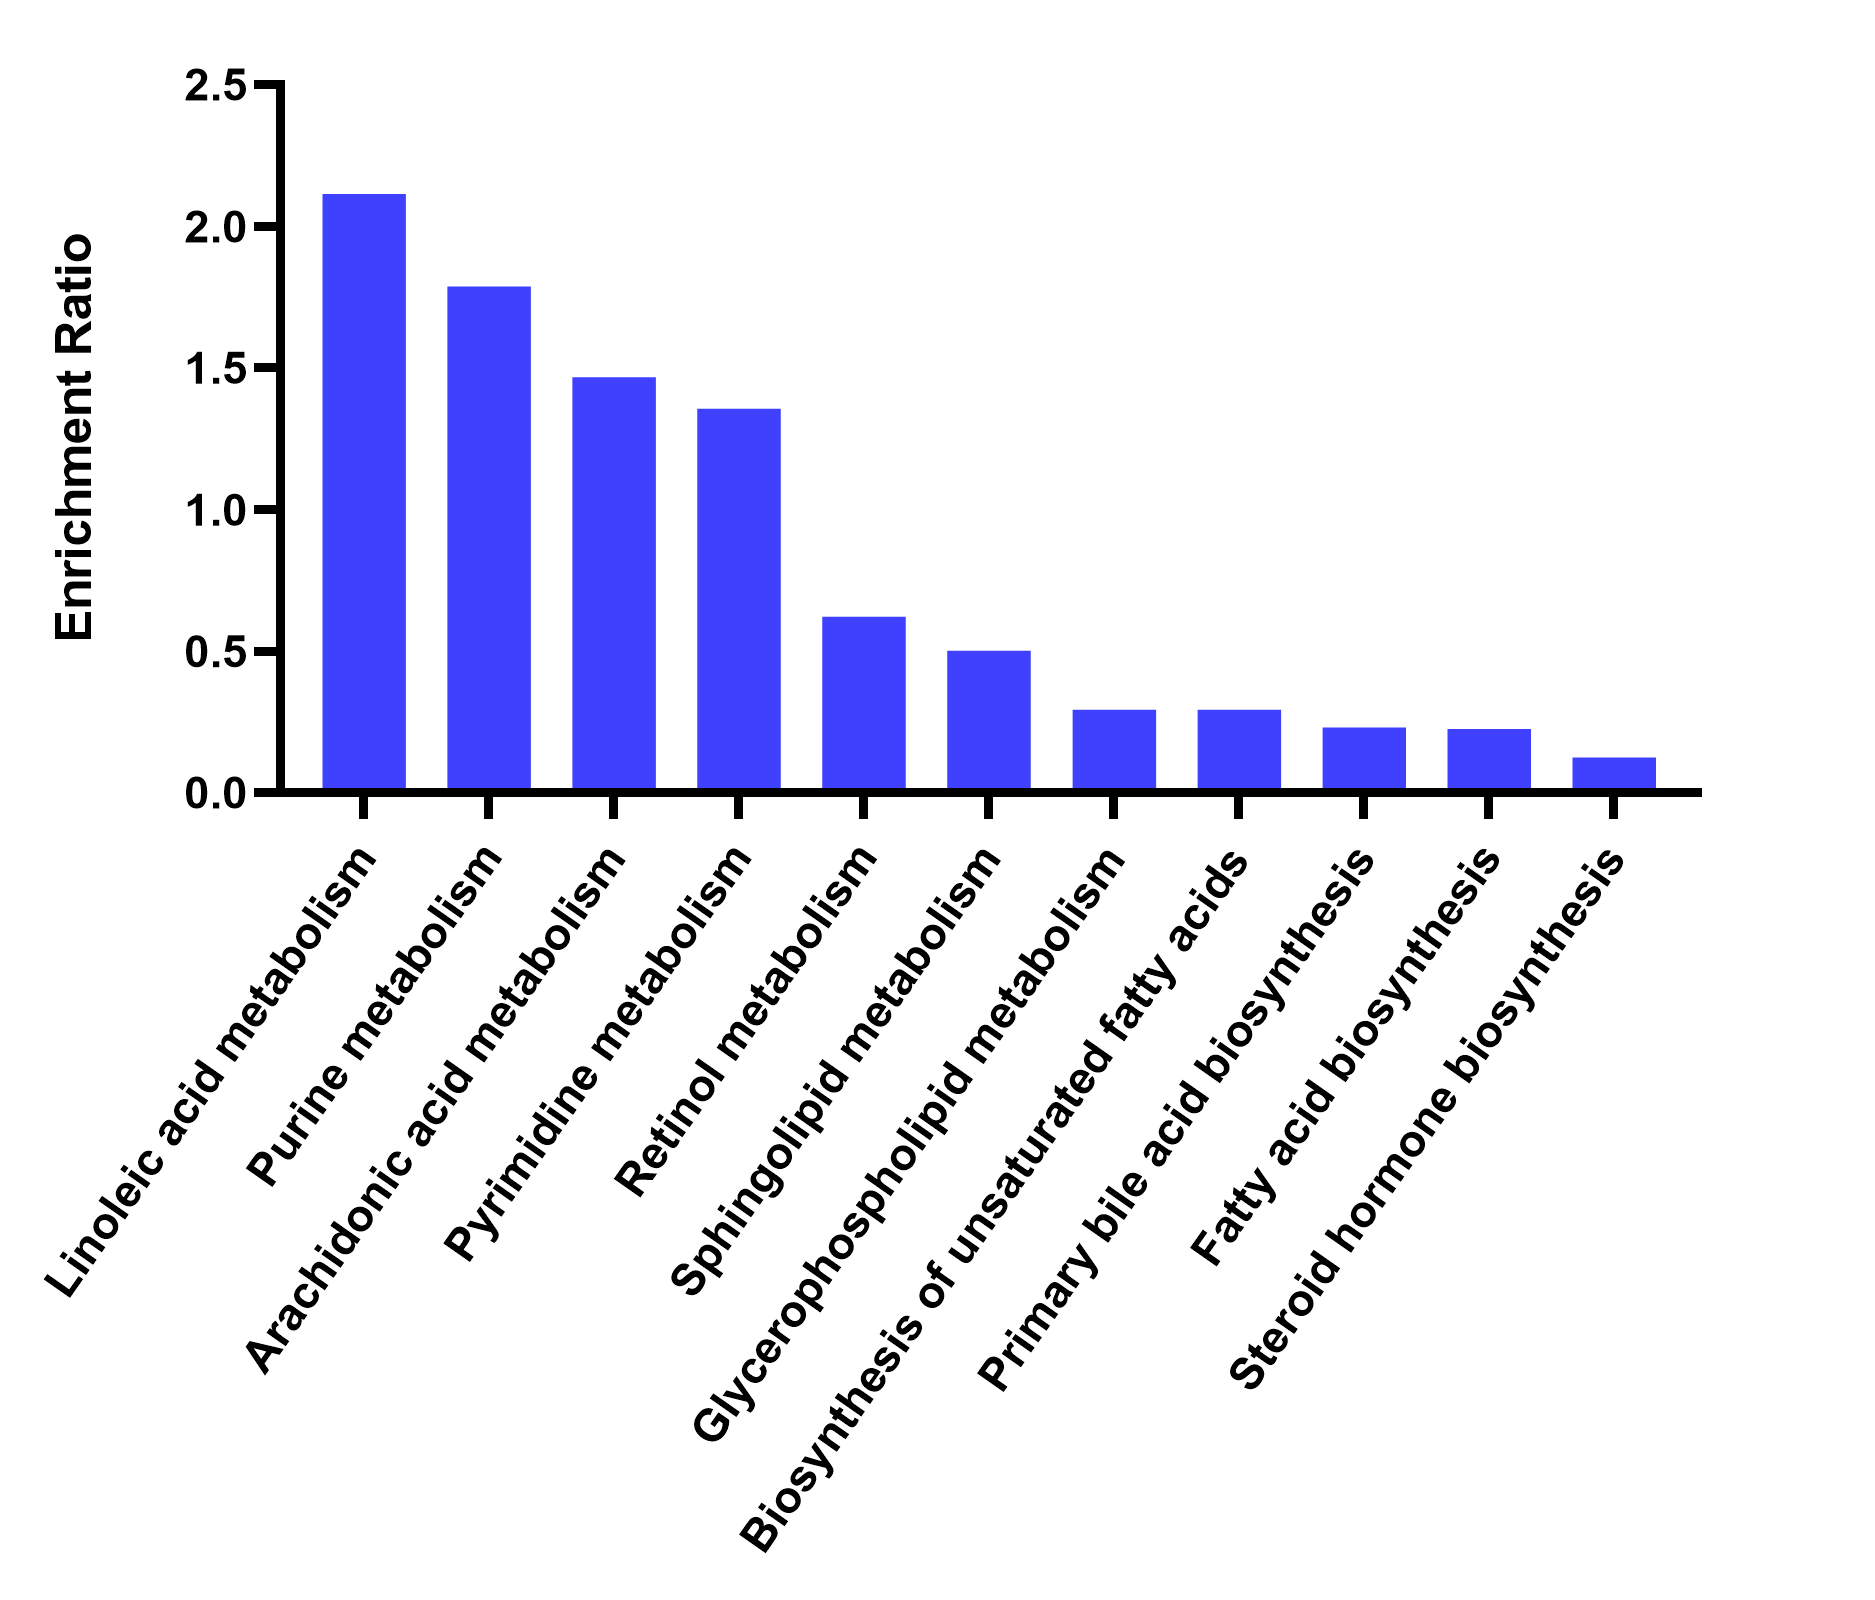 2.5
2.0
1.5
1.0
0.5
0.0
Enrichment Ratio
Linoleic acid metabolism
Purine metabolism
Arachidonic acid metabolism
Pyrimidine metabolism
Retinol metabolism
Sphingolipid metabolism
Glycerophospholipid metabolism
Biosynthesis of unsaturated fatty acids
Primary bile acid biosynthesis
Fatty acid biosynthesis
Steroid hormone biosynthesis